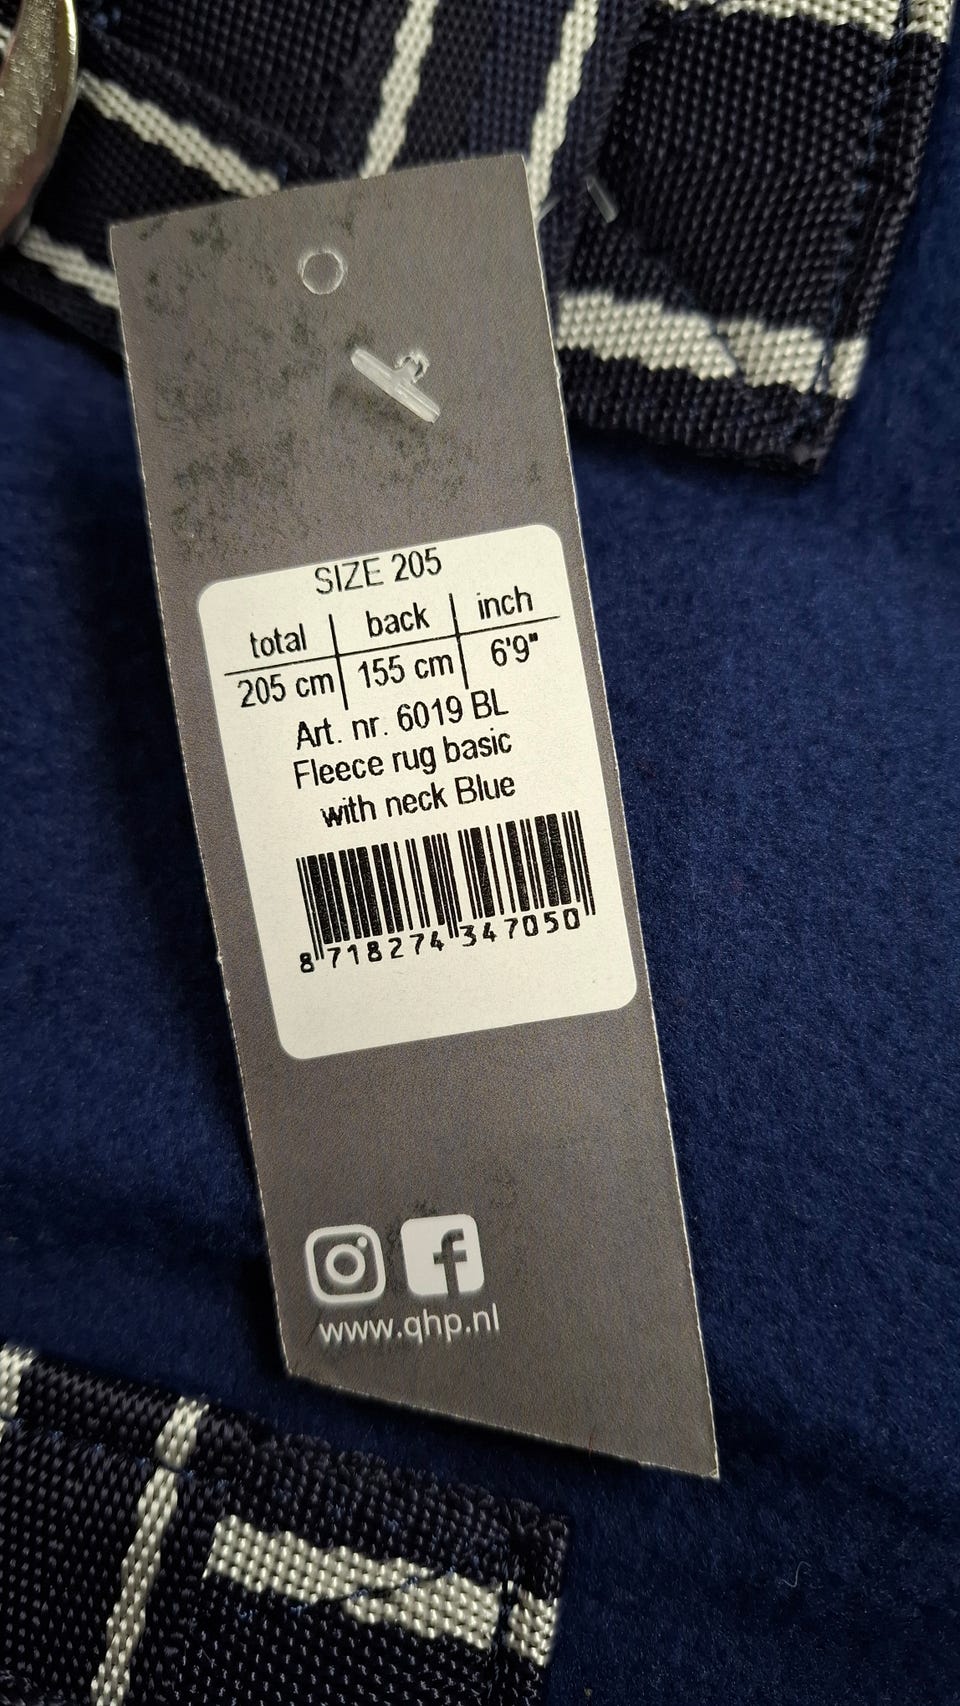 SIZE 205
total back inch
205 cm 155 cm 6'9"
Art. nr. 6019 BL
Fleece rug basic
with neck Blue
8 718274 347050
www.qhp.nl